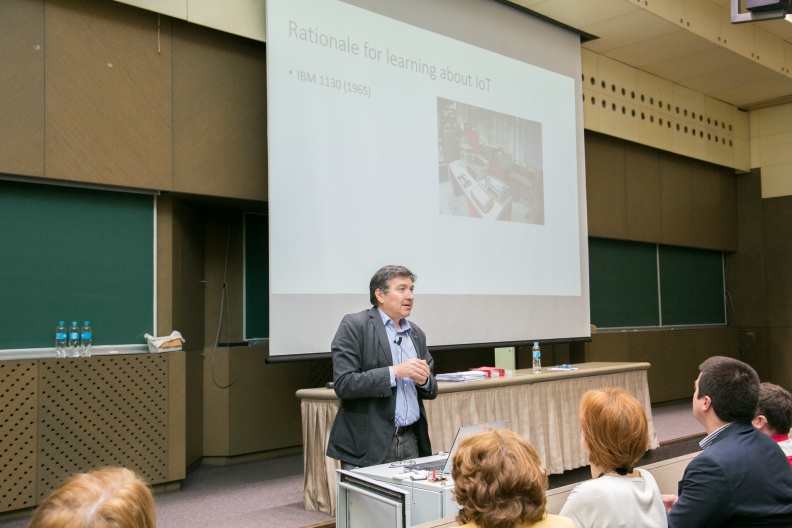 Rationale for learning about IoT
• IBM 1130 (1965)